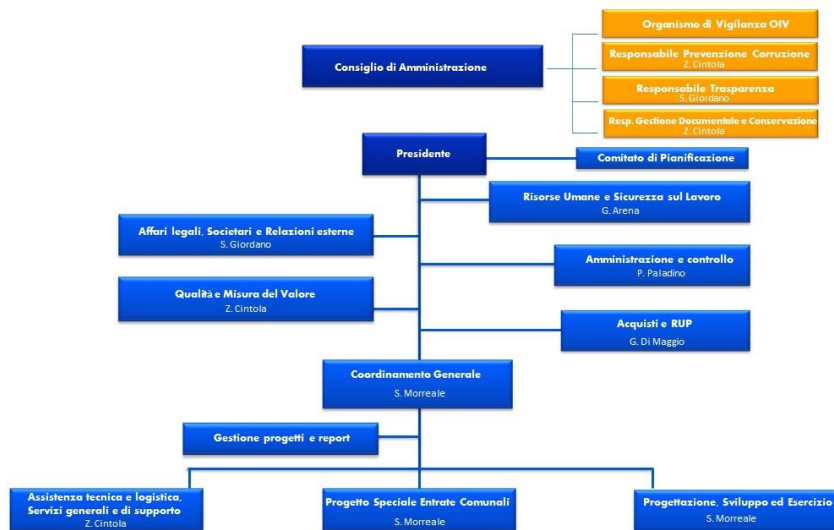 Organismo di Vigilanza OIV
Consiglio di Amministrazione
Responsabile Prevenzione Corruzione
Z. Cintola
Responsabile Trasparenza
S. Giordano
Resp. Gestione Documentale e Conservazione
Z. Cintola
Presidente
Comitato di Pianificazione
Risorse Umane e Sicurezza sul Lavoro
G. Arena
Affari legali, Societari e Relazioni esterne
S. Giordano
Amministrazione e controllo
P. Paladino
Qualità e Misura del Valore
Z. Cintola
Acquisti e RUP
G. Di Maggio
Coordinamento Generale
S. Morreale
Gestione progetti e report
Assistenza tecnica e logistica,
Servizi generali e di supporto
Z. Cintola
Progetto Speciale Entrate Comunali
S. Morreale
Progettazione, Sviluppo ed Esercizio
S. Morreale